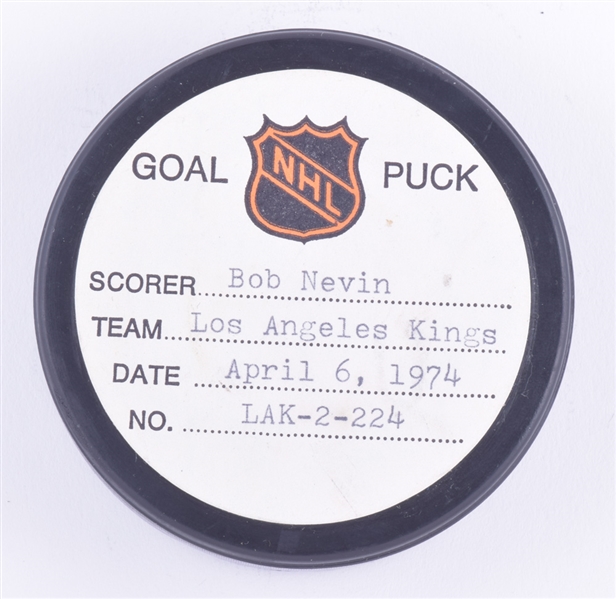 GOAL NHL PUCK
SCORER Bob Nevin
TEAM Los Angeles Kings
DATE April 6, 1974
NO. LAK-2-224